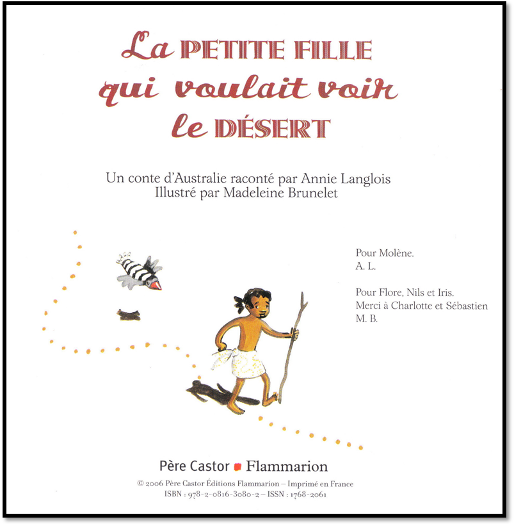 La PETITE FILLE
qui voulait voir
le DÉSERT
Un conte d'Australie raconté par Annie Langlois
Illustré par Madeleine Brunelet
Pour Molène.
A. L.
Pour Flore, Nils et Iris.
Merci à Charlotte et Sébastien
M. B.
Père Castor Flammarion
© 2006 Père Castor Éditions Flammarion – Imprimé en France
ISBN : 978-2-0816-3080-2 – ISSN : 1768-2061